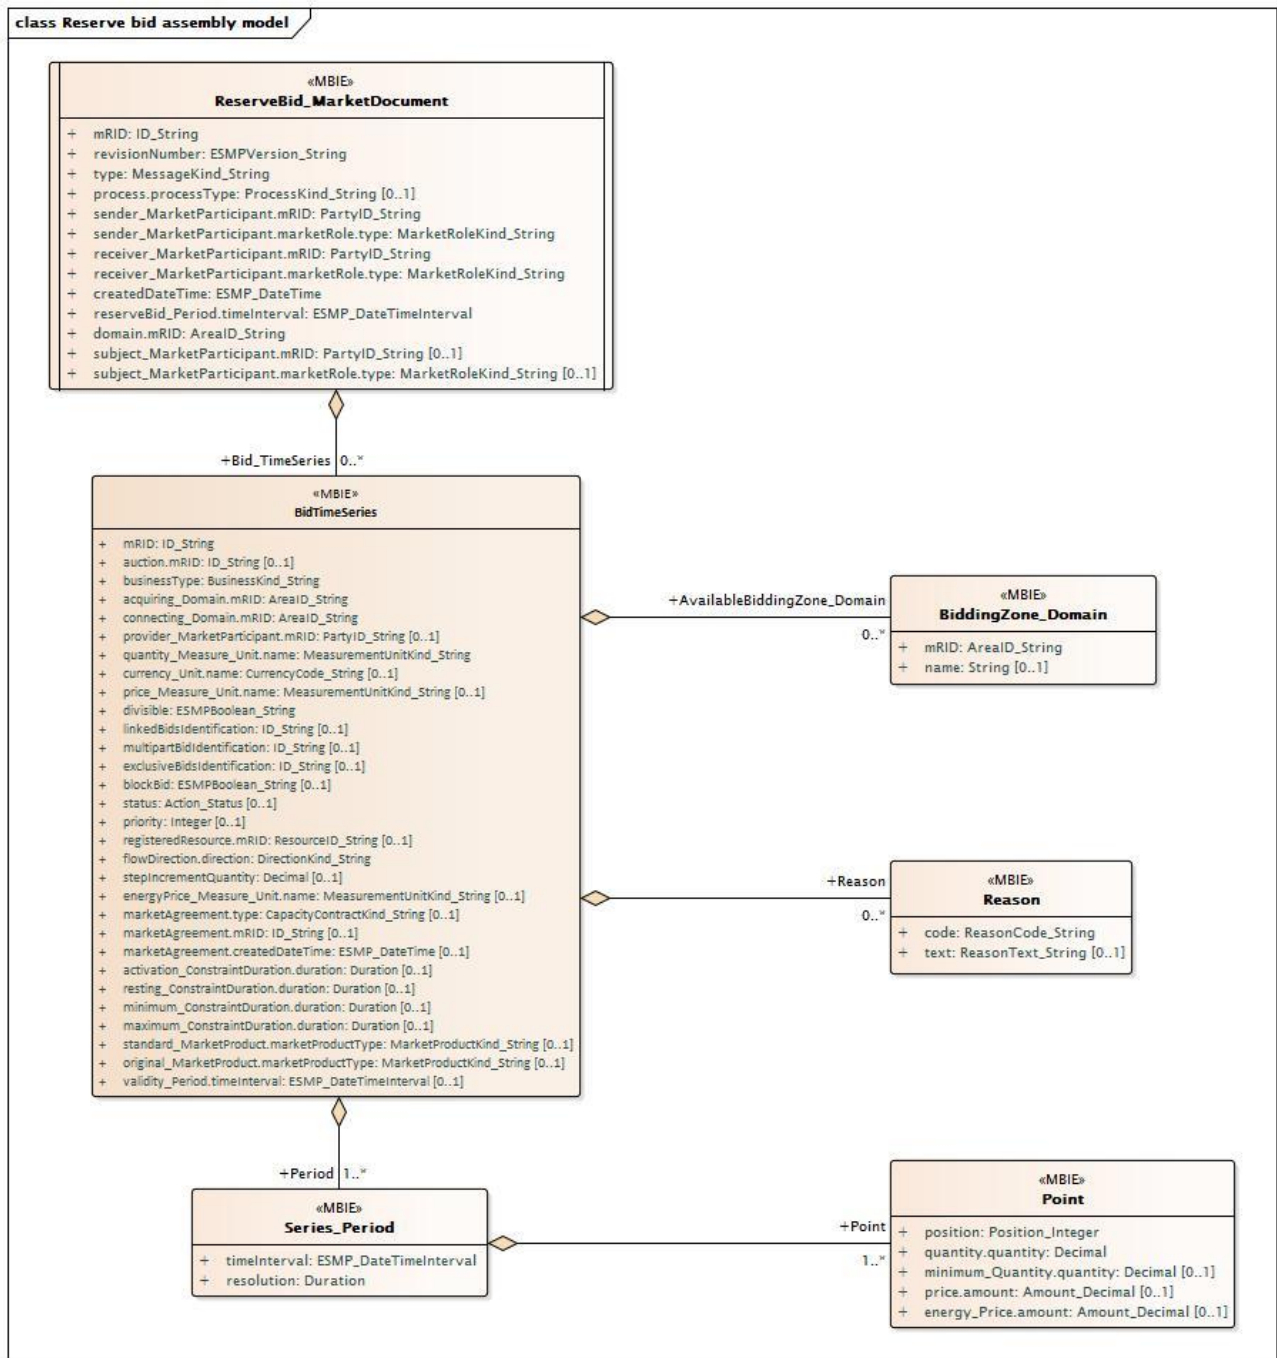 class Reserve bid assembly model
«MBIE»
ReserveBid_MarketDocument
+ mRID: ID_String
+ revisionNumber: ESMPVersion_String
+ type: MessageKind_String
+ process.processType: ProcessKind_String [0..1]
+ sender_MarketParticipant.mRID: PartyID_String
+ sender_MarketParticipant.marketRole.type: MarketRoleKind_String
+ receiver_MarketParticipant.mRID: PartyID_String
+ receiver_MarketParticipant.marketRole.type: MarketRoleKind_String
+ createdDateTime: ESMP_DateTime
+ reserveBid_Period.timeInterval: ESMP_DateTimeInterval
+ domain.mRID: AreaID_String
+ subject_MarketParticipant.mRID: PartyID_String [0..1]
+ subject_MarketParticipant.marketRole.type: MarketRoleKind_String [0..1]
+Bid_TimeSeries 0..*
«MBIE»
BidTimeSeries
+ mRID: ID_String
+ auction.mRID: ID_String [0..1]
+ businessType: BusinessKind_String
+ acquiring_Domain.mRID: AreaID_String
+ connecting_Domain.mRID: AreaID_String
+ provider_MarketParticipant.mRID: PartyID_String [0..1]
+ quantity_Measure_Unit.name: MeasurementUnitKind_String
+ currency_Unit.name: CurrencyCode_String [0..1]
+ price_Measure_Unit.name: MeasurementUnitKind_String [0..1]
+ divisible: ESMPBoolean_String
+ linkedBidsIdentification: ID_String [0..1]
+ multipartBidIdentification: ID_String [0..1]
+ exclusiveBidsIdentification: ID_String [0..1]
+ blockBid: ESMPBoolean_String [0..1]
+ status: Action_Status [0..1]
+ priority: Integer [0..1]
+ registeredResource.mRID: ResourceID_String [0..1]
+ flowDirection.direction: DirectionKind_String
+ stepIncrementQuantity: Decimal [0..1]
+ energyPrice_Measure_Unit.name: MeasurementUnitKind_String [0..1]
+ marketAgreement.type: CapacityContractKind_String [0..1]
+ marketAgreement.mRID: ID_String [0..1]
+ marketAgreement.createdDateTime: ESMP_DateTime [0..1]
+ activation_ConstraintDuration.duration: Duration [0..1]
+ resting_ConstraintDuration.duration: Duration [0..1]
+ minimum_ConstraintDuration.duration: Duration [0..1]
+ maximum_ConstraintDuration.duration: Duration [0..1]
+ standard_MarketProduct.marketProductType: MarketProductKind_String [0..1]
+ original_MarketProduct.marketProductType: MarketProductKind_String [0..1]
+ validity_Period.timeInterval: ESMP_DateTimeInterval [0..1]
+AvailableBiddingZone_Domain
0..*
«MBIE»
BiddingZone_Domain
+ mRID: AreaID_String
+ name: String [0..1]
+Reason
0..*
«MBIE»
Reason
+ code: ReasonCode_String
+ text: ReasonText_String [0..1]
+Period 1..*
«MBIE»
Series_Period
+ timeInterval: ESMP_DateTimeInterval
+ resolution: Duration
+Point
1..*
«MBIE»
Point
+ position: Position_Integer
+ quantity.quantity: Decimal
+ minimum_Quantity.quantity: Decimal [0..1]
+ price.amount: Amount_Decimal [0..1]
+ energy_Price.amount: Amount_Decimal [0..1]